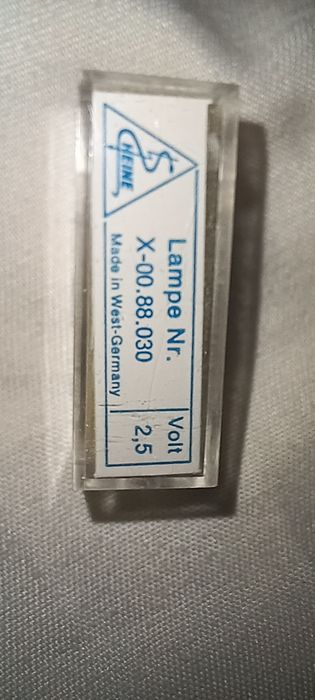 HEINE
Lampe Nr.
X-00.88.030
Made in West-Germany
Volt
2,5